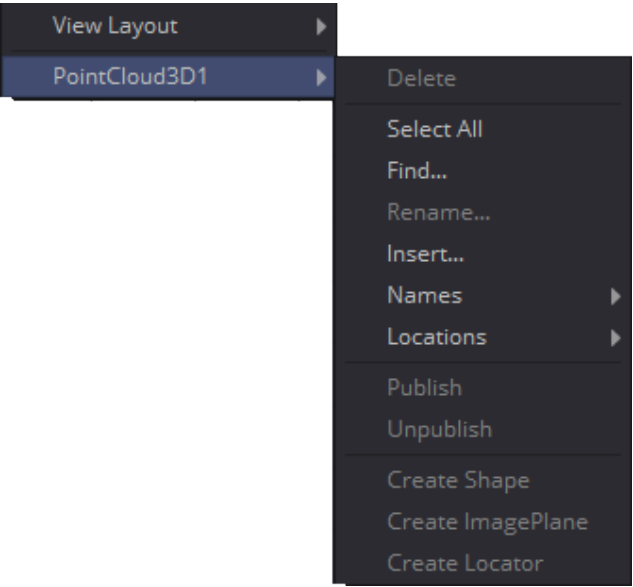 View Layout
PointCloud3D1
Delete
Select All
Find...
Rename...
Insert...
Names
Locations
Publish
Unpublish
Create Shape
Create ImagePlane
Create Locator